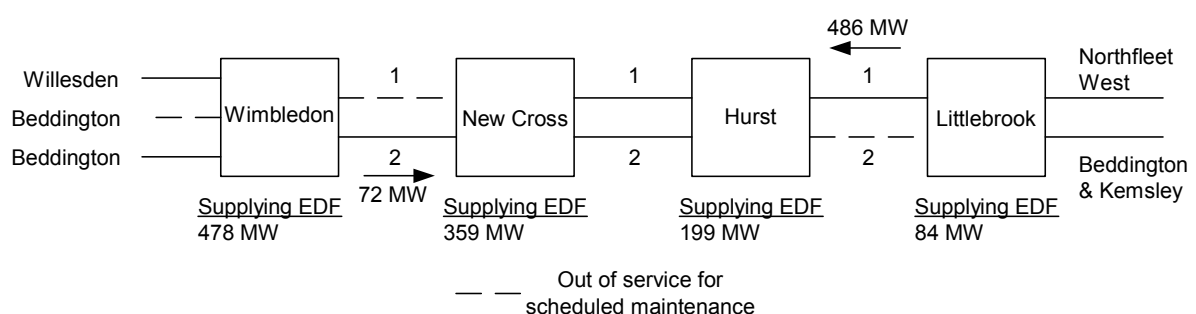 486 MW
Willesden
Beddington
Beddington
Wimbledon
1
2
72 MW
New Cross
1
2
Hurst
1
2
Littlebrook
Northfleet
West
Beddington
& Kemsley
Supplying EDF
478 MW
Supplying EDF
359 MW
Supplying EDF
199 MW
Supplying EDF
84 MW
Out of service for
scheduled maintenance